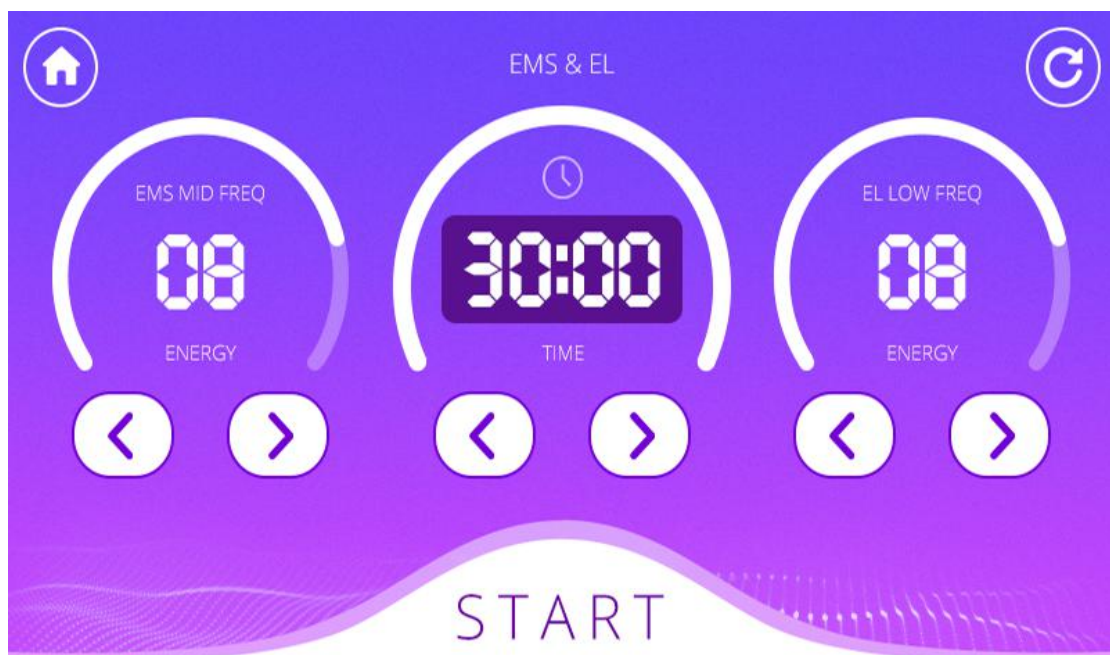 EMS & EL
EMS MID FREQ
08
ENERGY
30:00
TIME
EL LOW FREQ
08
ENERGY
START